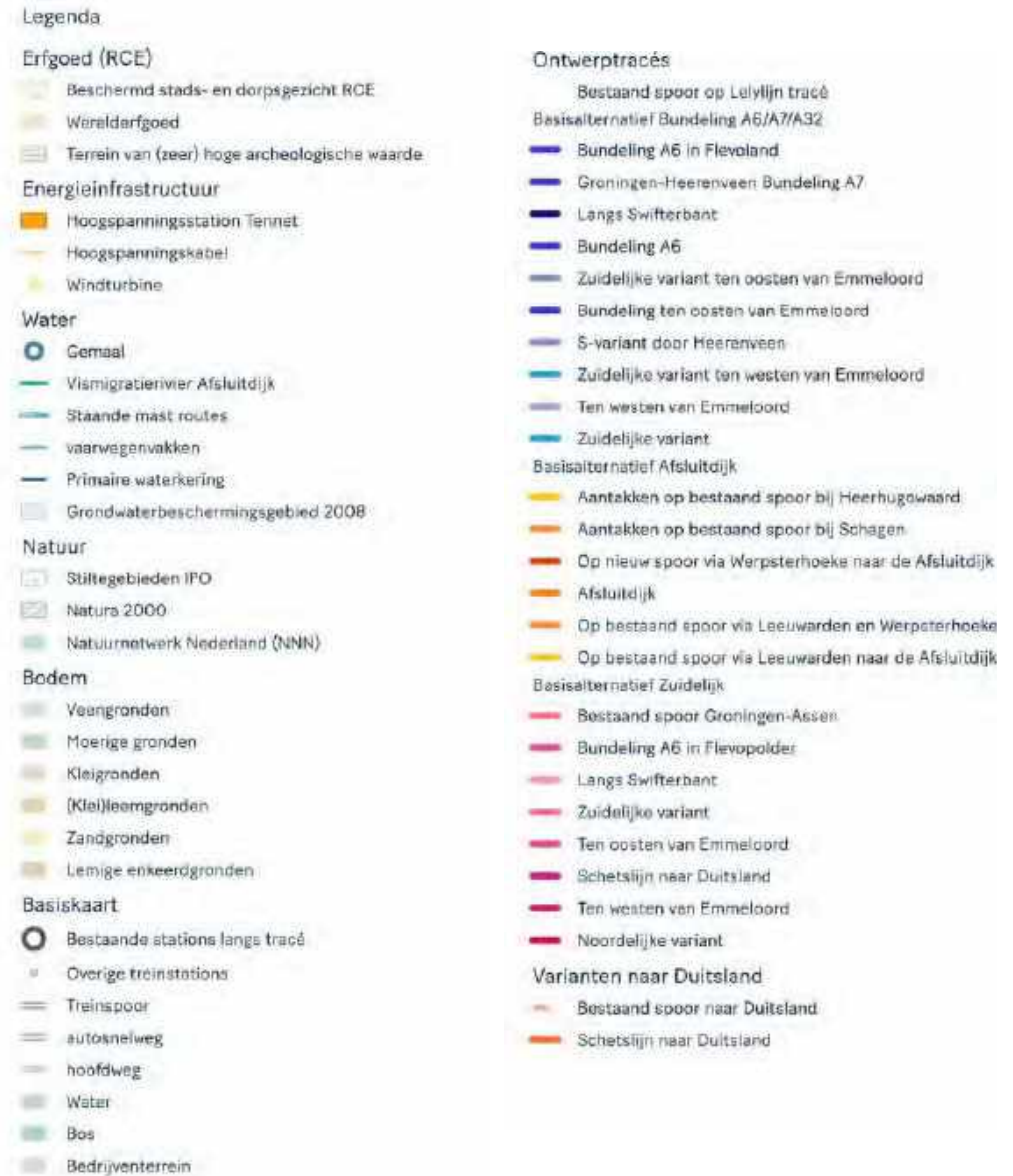 Legenda
Erfgoed (RCE)
Beschermd stads- en dorpsgezicht RCE
Werelderfgoed
Terrein van (zeer) hoge archeologische waarde
Energieinfrastructuur
Hoogspanningsstation Tennet
Hoogspanningskabel
Windturbine
Water
Gemaal
Vismigratierivier Afsluitdijk
Staande mast routes
vaarwegenvakken
Primaire waterkering
Grondwaterbeschermingsgebied 2008
Natuur
Stiltegebieden IPO
Natura 2000
Natuurnetwerk Nederland (NNN)
Bodem
Veengronden
Moerige gronden
Kleigronden
(Klei)leemgronden
Zandgronden
Lemige enkeerdgronden
Basiskaart
Bestaande stations langs tracé
Overige treinstations
Treinspoor
autosnelweg
hoofdweg
Water
Bos
Bedrijventerrein
Ontwerptracés
Bestaand spoor op Lelylijn tracé
Basisalternatief Bundeling A6/A7/A32
Bundeling A6 in Flevoland
Groningen-Heerenveen Bundeling A7
Langs Swifterbant
Bundeling A6
Zuidelijke variant ten oosten van Emmeloord
Bundeling ten oosten van Emmeloord
S-variant door Heerenveen
Zuidelijke variant ten westen van Emmeloord
Ten westen van Emmeloord
Zuidelijke variant
Basisalternatief Afsluitdijk
Aantakken op bestaand spoor bij Heerhugowaard
Aantakken op bestaand spoor bij Schagen
Op nieuw spoor via Werpsterhoeke naar de Afsluitdijk
Afsluitdijk
Op bestaand spoor via Leeuwarden en Werpsterhoeke
Op bestaand spoor via Leeuwarden naar de Afsluitdijk
Basisalternatief Zuidelijk
Bestaand spoor Groningen-Assen
Bundeling A6 in Flevopolder
Langs Swifterbant
Zuidelijke variant
Ten oosten van Emmeloord
Schetslijn naar Duitsland
Ten westen van Emmeloord
Noordelijke variant
Varianten naar Duitsland
Bestaand spoor naar Duitsland
Schetslijn naar Duitsland